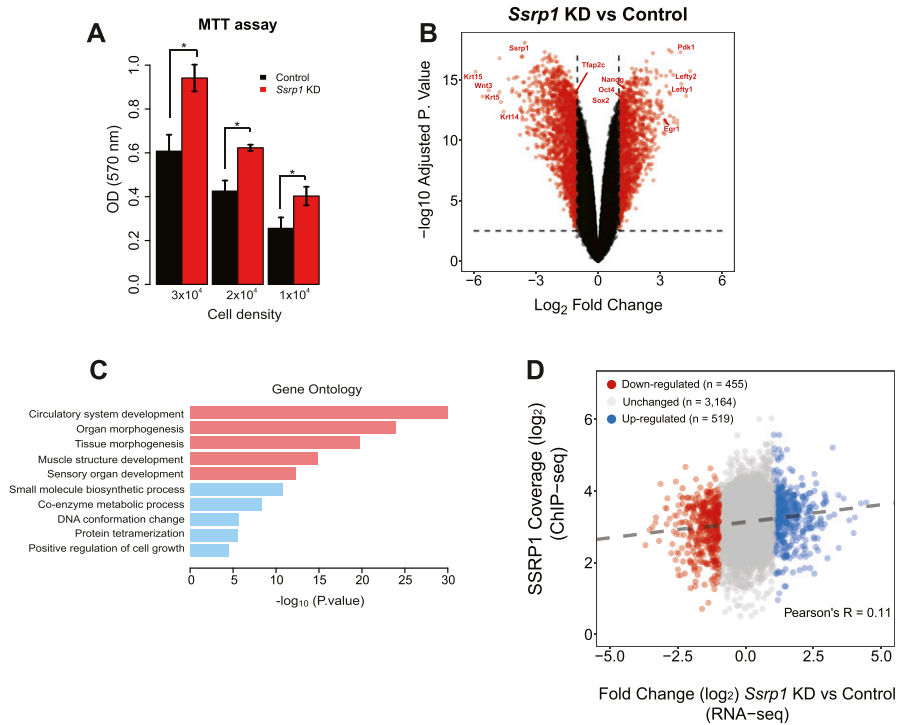 A
MTT assay
OD (570 nm)
1.0
0.8
0.6
0.4
0.2
0.0
*
*
*
Control
Ssrp1 KD
3x10⁴
2x10⁴
1x10⁴
Cell density
Ssrp1 KD vs Control
B
−log10 Adjusted P. Value
15
10
5
0
Ssrp1
Pdk1
Tfap2c
Krt15
Wnt3
Krt5
Krt14
Nanog
Oct4
Sox2
Lefty2
Lefty1
Egr1
−6
−3
0
3
6
Log₂ Fold Change
C
Gene Ontology
Circulatory system development
Organ morphogenesis
Tissue morphogenesis
Muscle structure development
Sensory organ development
Small molecule biosynthetic process
Co-enzyme metabolic process
DNA conformation change
Protein tetramerization
Positive regulation of cell growth
0
5
10
15
20
25
30
-log₁₀ (P.value)
D
SSRP1 Coverage (log₂)
(ChIP−seq)
6
4
2
0
Down-regulated (n = 455)
Unchanged (n = 3,164)
Up-regulated (n = 519)
Pearson's R = 0.11
−5.0
−2.5
0.0
2.5
5.0
Fold Change (log₂) Ssrp1 KD vs Control
(RNA−seq)